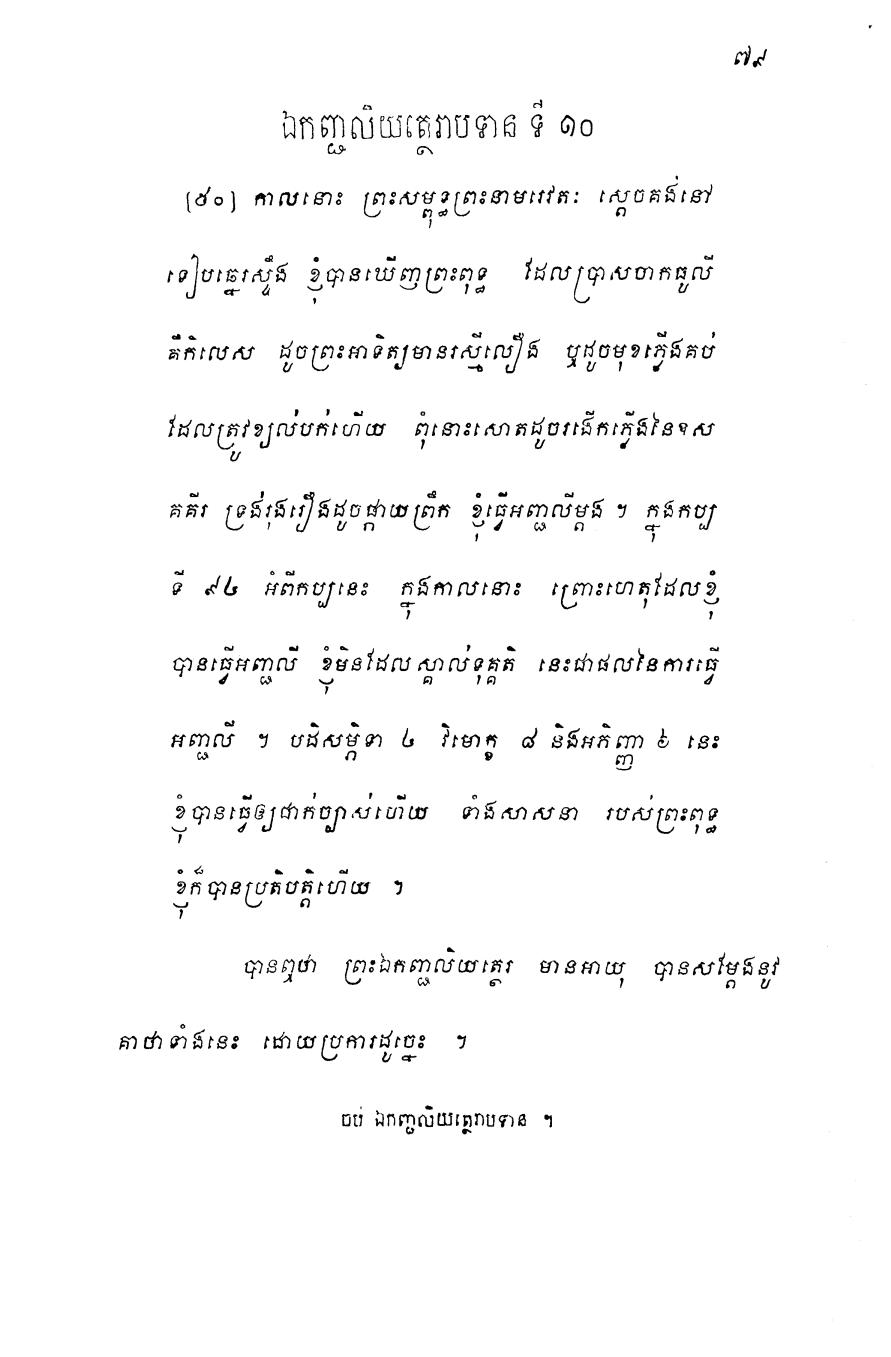 ៧៩
ឯកញ្ជលិយត្ថេរាបទាន ទី ១០
[៥០] កាលនោះ ព្រះសម្ពុទ្ធព្រះនាមរេវតៈ ស្តេចគង់នៅ
ទៀបឆ្នេរស្ទឹង ខ្ញុំបានឃើញព្រះពុទ្ធ ដែលប្រាសចាកធូលី
គឺកិលេស ដូចព្រះអាទិត្យមានរស្មីលឿង ឬដូចមុខភ្លើងគប់
ដែលត្រូវខ្យល់បក់ហើយ ពុំនោះសោតដូចរងើកភ្លើងនៃខស
គគីរ ទ្រង់រុងរឿងដូចផ្កាយព្រឹក ខ្ញុំធ្វើអញ្ជលីម្តង ។ ក្នុងកប្ប
ទី ៩៤ អំពីកប្បនេះ ក្នុងកាលនោះ ព្រោះហេតុដែលខ្ញុំ
បានធ្វើអញ្ជលី ខ្ញុំមិនដែលស្គាល់ទុគ្គតិ នេះជាផលនៃការធ្វើ
អញ្ជលី ។ បដិសម្ភិទា ៤ វិមោក្ខ ៨ និងអភិញ្ញា ៦ នេះ
ខ្ញុំបានធ្វើឲ្យជាក់ច្បាស់ហើយ ទាំងសាសនា របស់ព្រះពុទ្ធ
ខ្ញុំក៏បានប្រតិបត្តិហើយ ។
បានឮថា ព្រះឯកញ្ជលិយត្ថេរ មានអាយុ បានសម្តែងនូវ
គាថាទាំងនេះ ដោយប្រការដូច្នេះ ។
ចប់ ឯកញ្ជលិយត្ថេរាបទាន ។